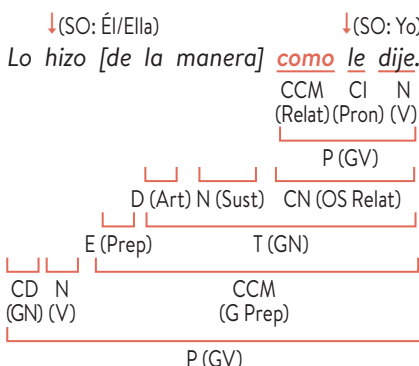 ↓(SO: Él/Ella) ↓(SO: Yo)
Lo hizo [de la manera] como le dije.
CCM CI N
(Relat) (Pron) (V)
P (GV)
D (Art) N (Sust) CN (OS Relat)
E (Prep) T (GN)
CD N CCM
(GN) (V) (G Prep)
P (GV)